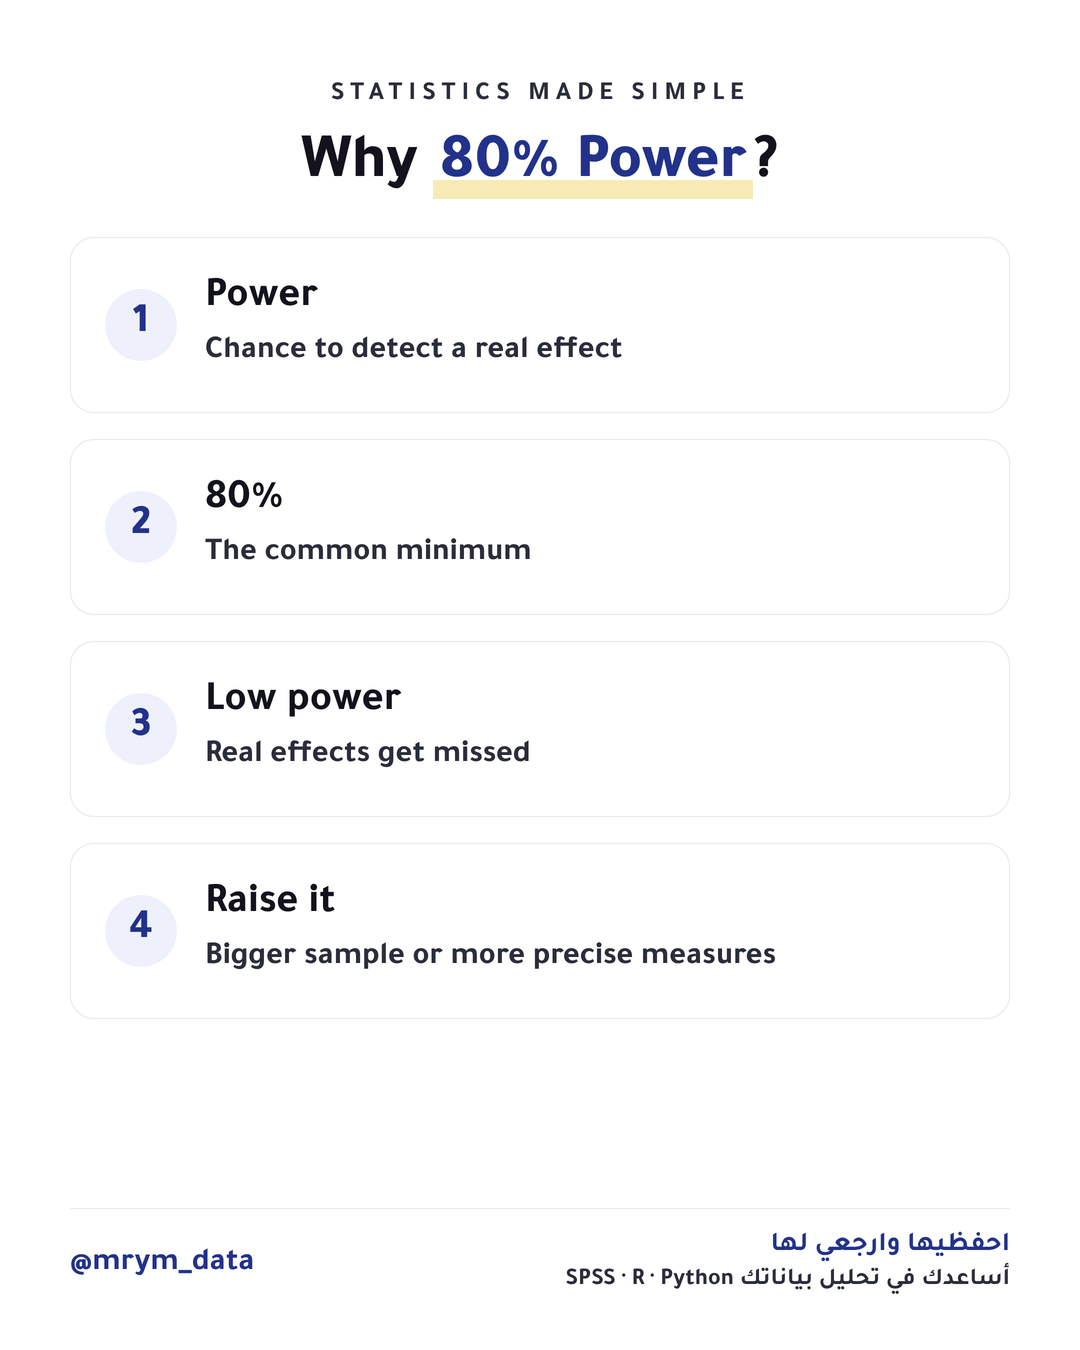 STATISTICS MADE SIMPLE
Why 80% Power?
1
Power
Chance to detect a real effect
2
80%
The common minimum
3
Low power
Real effects get missed
4
Raise it
Bigger sample or more precise measures
@mrym_data
احفظيها وارجعي لها
أساعدك في تحليل بياناتك SPSS · R · Python